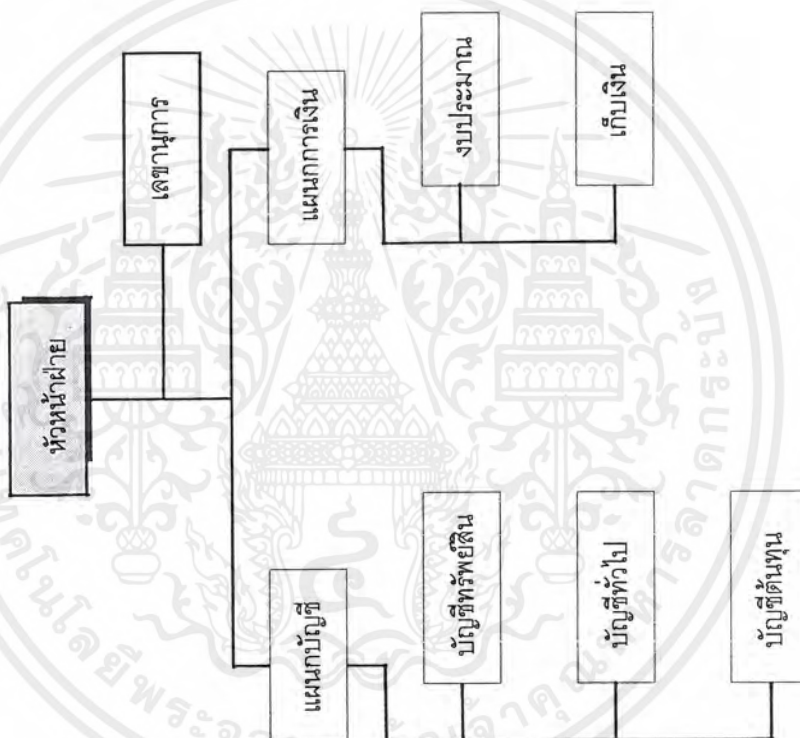 หัวหน้าฝ่าย
เลขานุการ
แผนกบัญชี
แผนกการเงิน
บัญชีทรัพย์สิน
งบประมาณ
บัญชีทั่วไป
เก็บเงิน
บัญชีต้นทุน